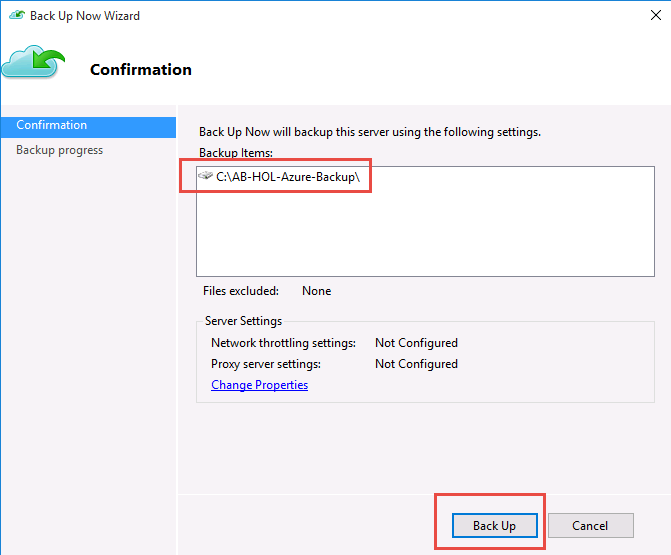 Back Up Now Wizard
Confirmation
Confirmation
Backup progress
Back Up Now will backup this server using the following settings.
Backup Items:
C:\AB-HOL-Azure-Backup\
Files excluded: None
Server Settings
Network throttling settings: Not Configured
Proxy server settings: Not Configured
Change Properties
Back Up Cancel